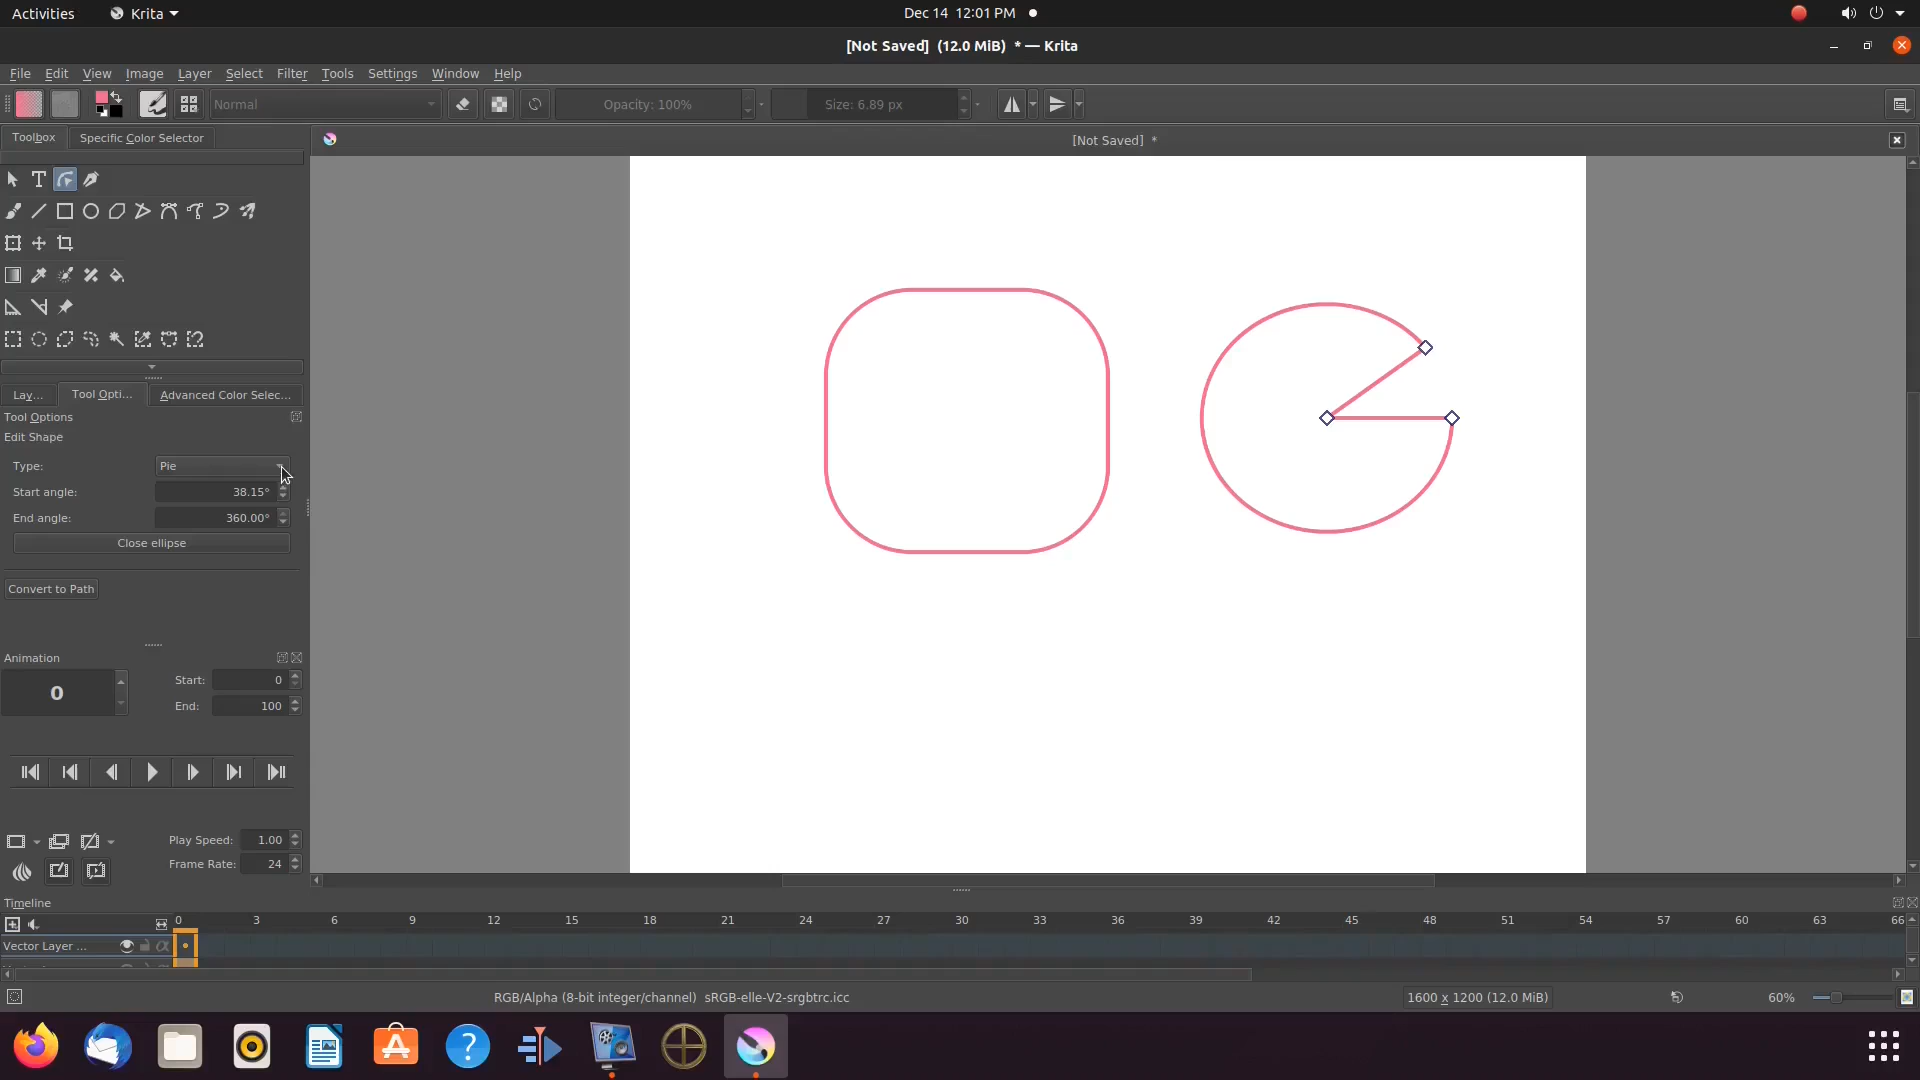 Activities
Krita
Dec 14 12:01 PM
[Not Saved] (12.0 MiB) * — Krita
File Edit View Image Layer Select Filter Tools Settings Window Help
Normal
Opacity: 100%
Size: 6.89 px
Toolbox
Specific Color Selector
[Not Saved] *
Lay...
Tool Opti...
Advanced Color Selec...
Tool Options
Edit Shape
Type:
Pie
Start angle:
38.15°
End angle:
360.00°
Close ellipse
Convert to Path
Animation
0
Start:
0
End:
100
Play Speed:
1.00
Frame Rate:
24
Timeline
0 3 6 9 12 15 18 21 24 27 30 33 36 39 42 45 48 51 54 57 60 63 66
Vector Layer ...
RGB/Alpha (8-bit integer/channel) sRGB-elle-V2-srgbtrc.icc
1600 x 1200 (12.0 MiB)
60%